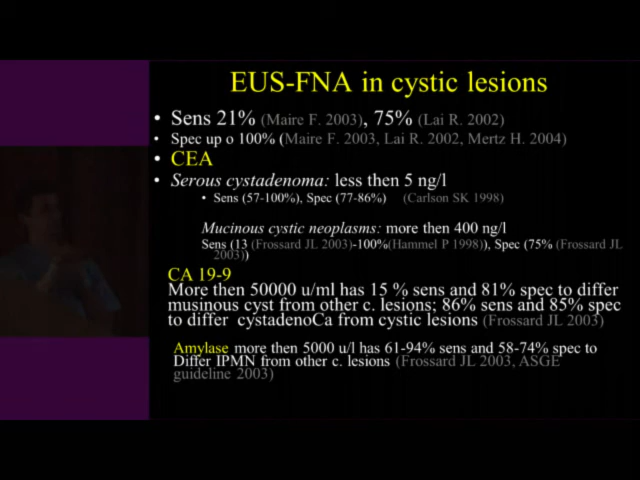 EUS-FNA in cystic lesions
• Sens 21% (Maire F. 2003), 75% (Lai R. 2002)
• Spec up o 100% (Maire F. 2003, Lai R. 2002, Mertz H. 2004)
• CEA
• Serous cystadenoma: less then 5 ng/l
• Sens (57-100%), Spec (77-86%) (Carlson SK 1998)
Mucinous cystic neoplasms: more then 400 ng/l
Sens (13 (Frossard JL 2003)-100%(Hammel P 1998)), Spec (75% (Frossard JL
2003))
CA 19-9
More then 50000 u/ml has 15 % sens and 81% spec to differ
musinous cyst from other c. lesions; 86% sens and 85% spec
to differ cystadenoCa from cystic lesions (Frossard JL 2003)
Amylase more then 5000 u/l has 61-94% sens and 58-74% spec to
Differ IPMN from other c. lesions (Frossard JL 2003, ASGE
guideline 2003)